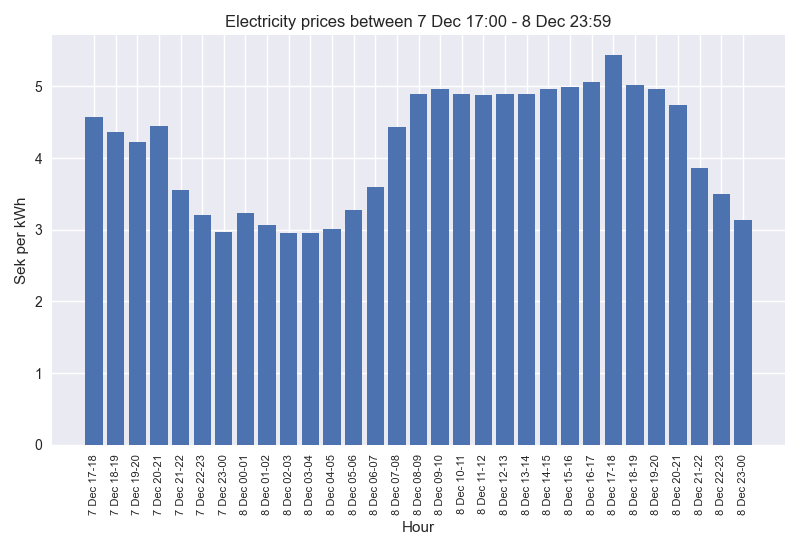 Electricity prices between 7 Dec 17:00 - 8 Dec 23:59
Sek per kWh
5
4
3
2
1
0
7 Dec 17-18
7 Dec 18-19
7 Dec 19-20
7 Dec 20-21
7 Dec 21-22
7 Dec 22-23
7 Dec 23-00
8 Dec 00-01
8 Dec 01-02
8 Dec 02-03
8 Dec 03-04
8 Dec 04-05
8 Dec 05-06
8 Dec 06-07
8 Dec 07-08
8 Dec 08-09
8 Dec 09-10
8 Dec 10-11
8 Dec 11-12
8 Dec 12-13
8 Dec 13-14
8 Dec 14-15
8 Dec 15-16
8 Dec 16-17
8 Dec 17-18
8 Dec 18-19
8 Dec 19-20
8 Dec 20-21
8 Dec 21-22
8 Dec 22-23
8 Dec 23-00
Hour